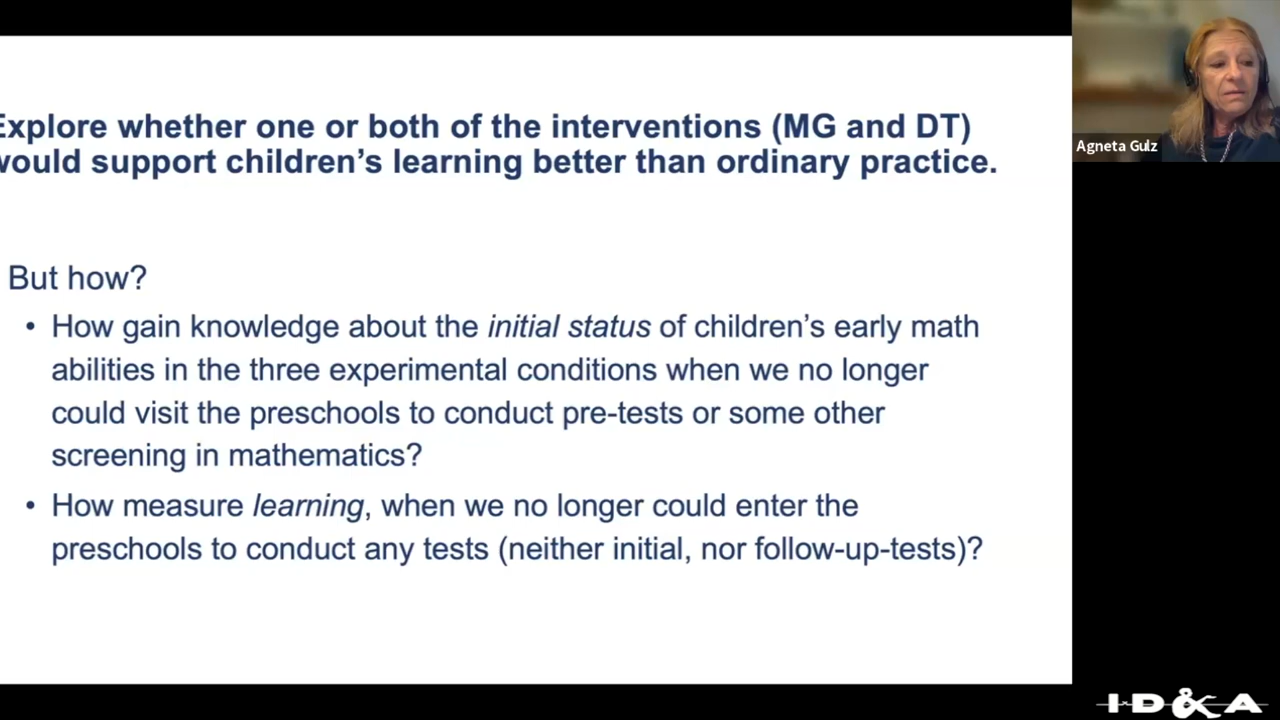 Explore whether one or both of the interventions (MG and DT)
would support children’s learning better than ordinary practice.
But how?
• How gain knowledge about the initial status of children’s early math
abilities in the three experimental conditions when we no longer
could visit the preschools to conduct pre-tests or some other
screening in mathematics?
• How measure learning, when we no longer could enter the
preschools to conduct any tests (neither initial, nor follow-up-tests)?
Agneta Gulz
ID&A